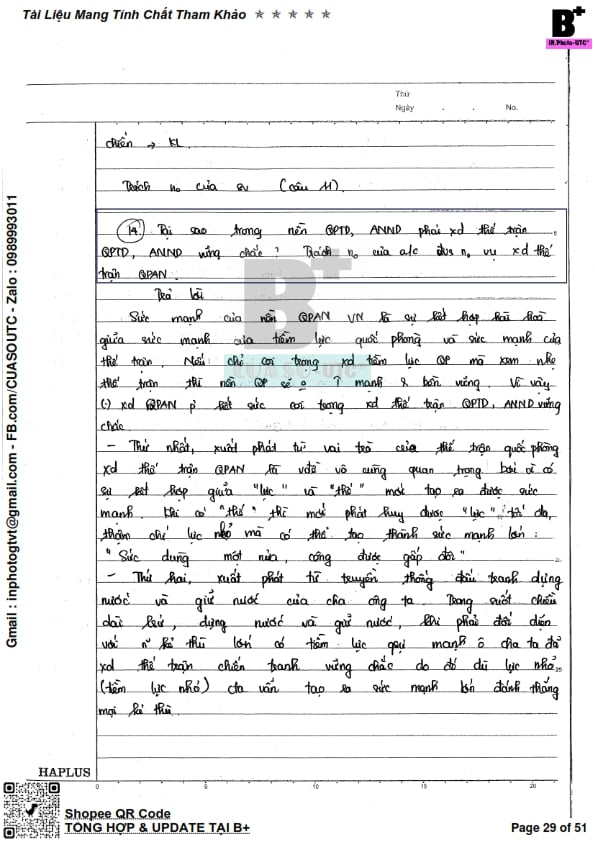 Tài Liệu Mang Tính Chất Tham Khảo ★ ★ ★ ★ ★
B+
IN.Photo-UTC*
Thứ
Ngày . . No.
chiến → KL
Trách no của sv (câu 11).
14. Tại sao trong nền QPTD, ANND phải xd thế trận
QPTD, ANND vững chắc? Trách no của a/c đvs no vụ xd thế
trận QPAN.
Trả lời
Sức mạnh của nền QPAN VN là sự kết hợp hài hoà
giữa sức mạnh của tiềm lực quốc phòng và sức mạnh của
thế trận. Nếu chỉ coi trọng xd tiềm lực QP mà xem nhẹ
thế trận thì nền QP sẽ o mạnh & bền vững. Vì vậy
(:) xd QPAN p' hết sức coi trọng xd thế trận QPTD, ANND vững
chắc.
- Thứ nhất, xuất phát từ vai trò của thế trận quốc phòng
xd thế trận QPAN là vđề vô cùng quan trọng bởi vì có
sự kết hợp giữa "lực" và "thế" mới tạo ra được sức
mạnh. Khi có "thế" thì mới phát huy được "lực" tối đa,
thậm chí lực nhỏ mà có thể tạo thành sức mạnh lớn:
"Sức dùng một nửa, công được gấp đôi"
- Thứ hai, xuất phát từ truyền thống đấu tranh dựng
nước và giữ nước của cha ông ta. Trong suốt chiều
dài lsử, dựng nước và giữ nước, khi phải đối diện
với n~ kẻ thù lớn có tiềm lực quy mạnh ô cha ta đã
xd thế trận chiến tranh vững chắc do đó dù lực nhỏ
(tiềm lực nhỏ) cta vẫn tạo ra sức mạnh lớn đánh thắng
mọi kẻ thù.
CUASOUTC
Gmail : inphotogtvt@gmail.com - FB.com/CUASOUTC - Zalo : 0989993011
HAPLUS
0 5 10 15 20
Shopee QR Code
TỔNG HỢP & UPDATE TẠI B+
Page 29 of 51